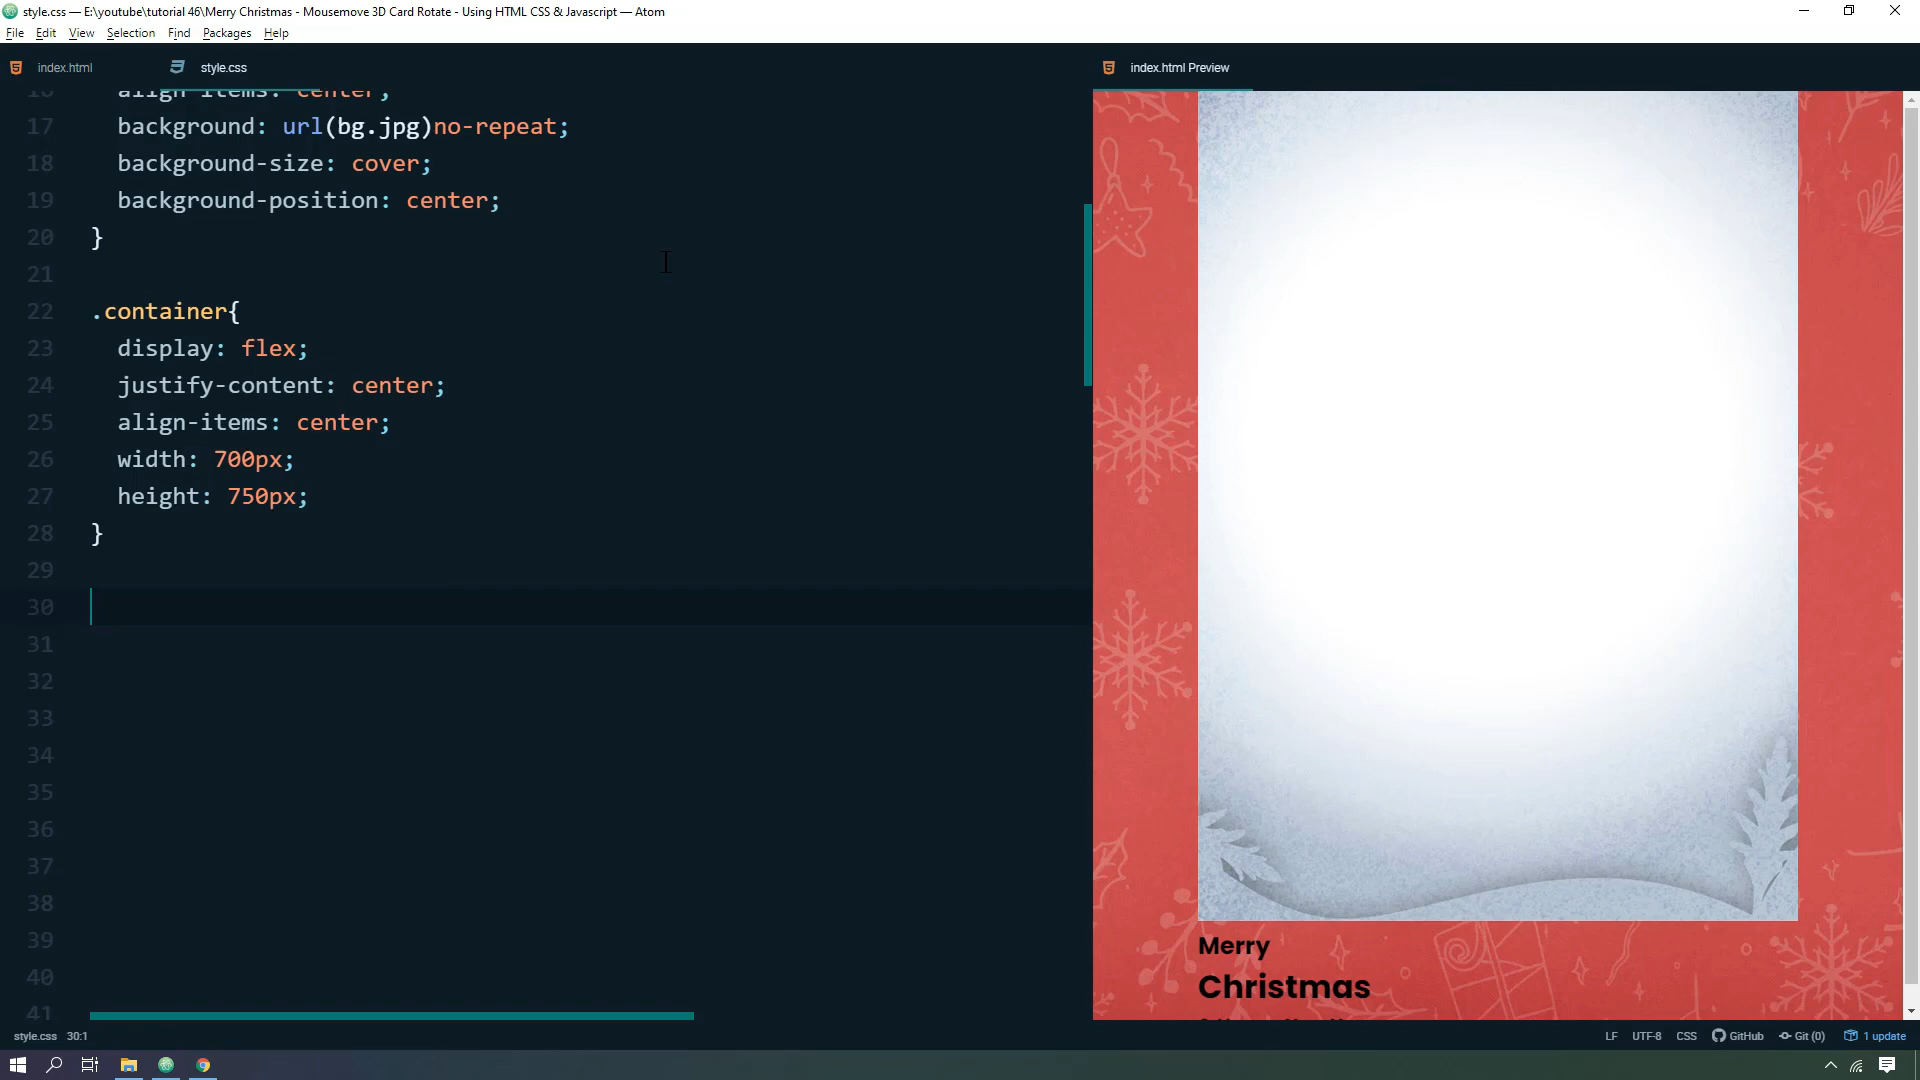 style.css — E:\youtube\tutorial 46\Merry Christmas - Mousemove 3D Card Rotate - Using HTML CSS & Javascript — Atom
File Edit View Selection Find Packages Help
index.html style.css index.html Preview
16 align-items: center;
17 background: url(bg.jpg)no-repeat;
18 background-size: cover;
19 background-position: center;
20 }
21
22 .container{
23 display: flex;
24 justify-content: center;
25 align-items: center;
26 width: 700px;
27 height: 750px;
28 }
29
30
31
32
33
34
35
36
37
38
39
40
41
Merry
Christmas
style.css 30:1 LF UTF-8 CSS GitHub Git (0) 1 update